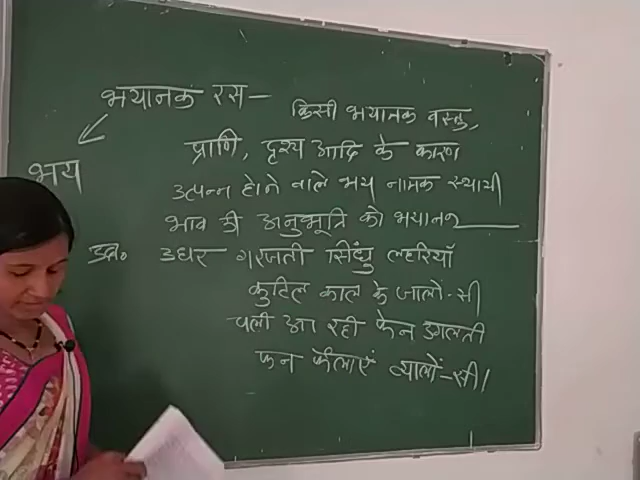 भयानक रस— किसी भयानक वस्तु,
भय
प्राणि, दृश्य आदि के कारण
उत्पन्न होने वाले भय नामक स्थायी
भाव की अनुभूति को भयानक
उदा० उधर गरजती सिंधु लहरियाँ
कुटिल काल के जालो-सी
चली आ रही फेन उगलती
फन फैलाएं व्यालों-सी।